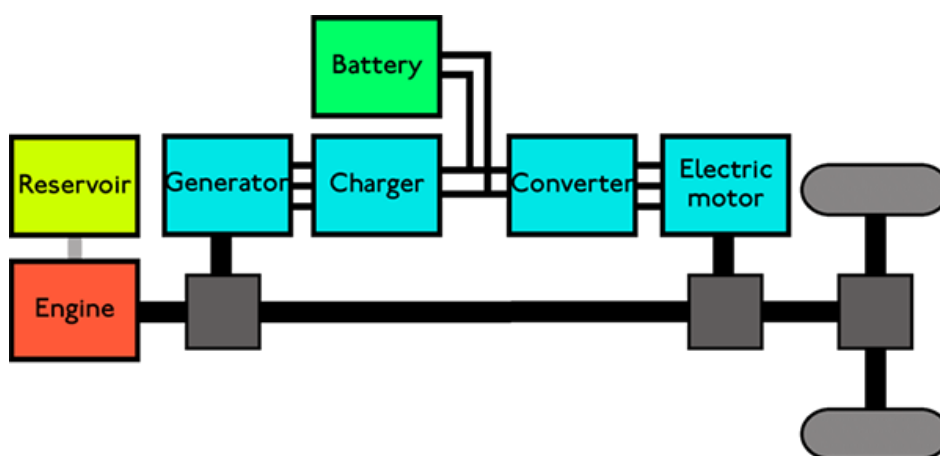 Battery
Reservoir
Generator
Charger
Converter
Electric
motor
Engine